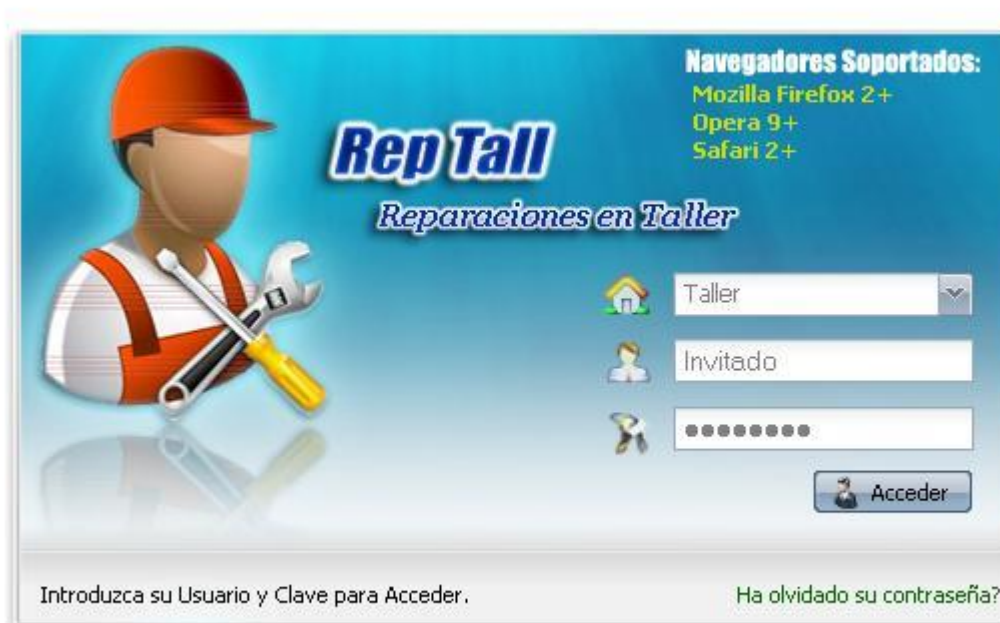 Navegadores Soportados:
Mozilla Firefox 2+
Opera 9+
Safari 2+
Rep Tall
Reparaciones en Taller
Taller
Invitado
●●●●●●●●
Acceder
Introduzca su Usuario y Clave para Acceder.
Ha olvidado su contraseña?